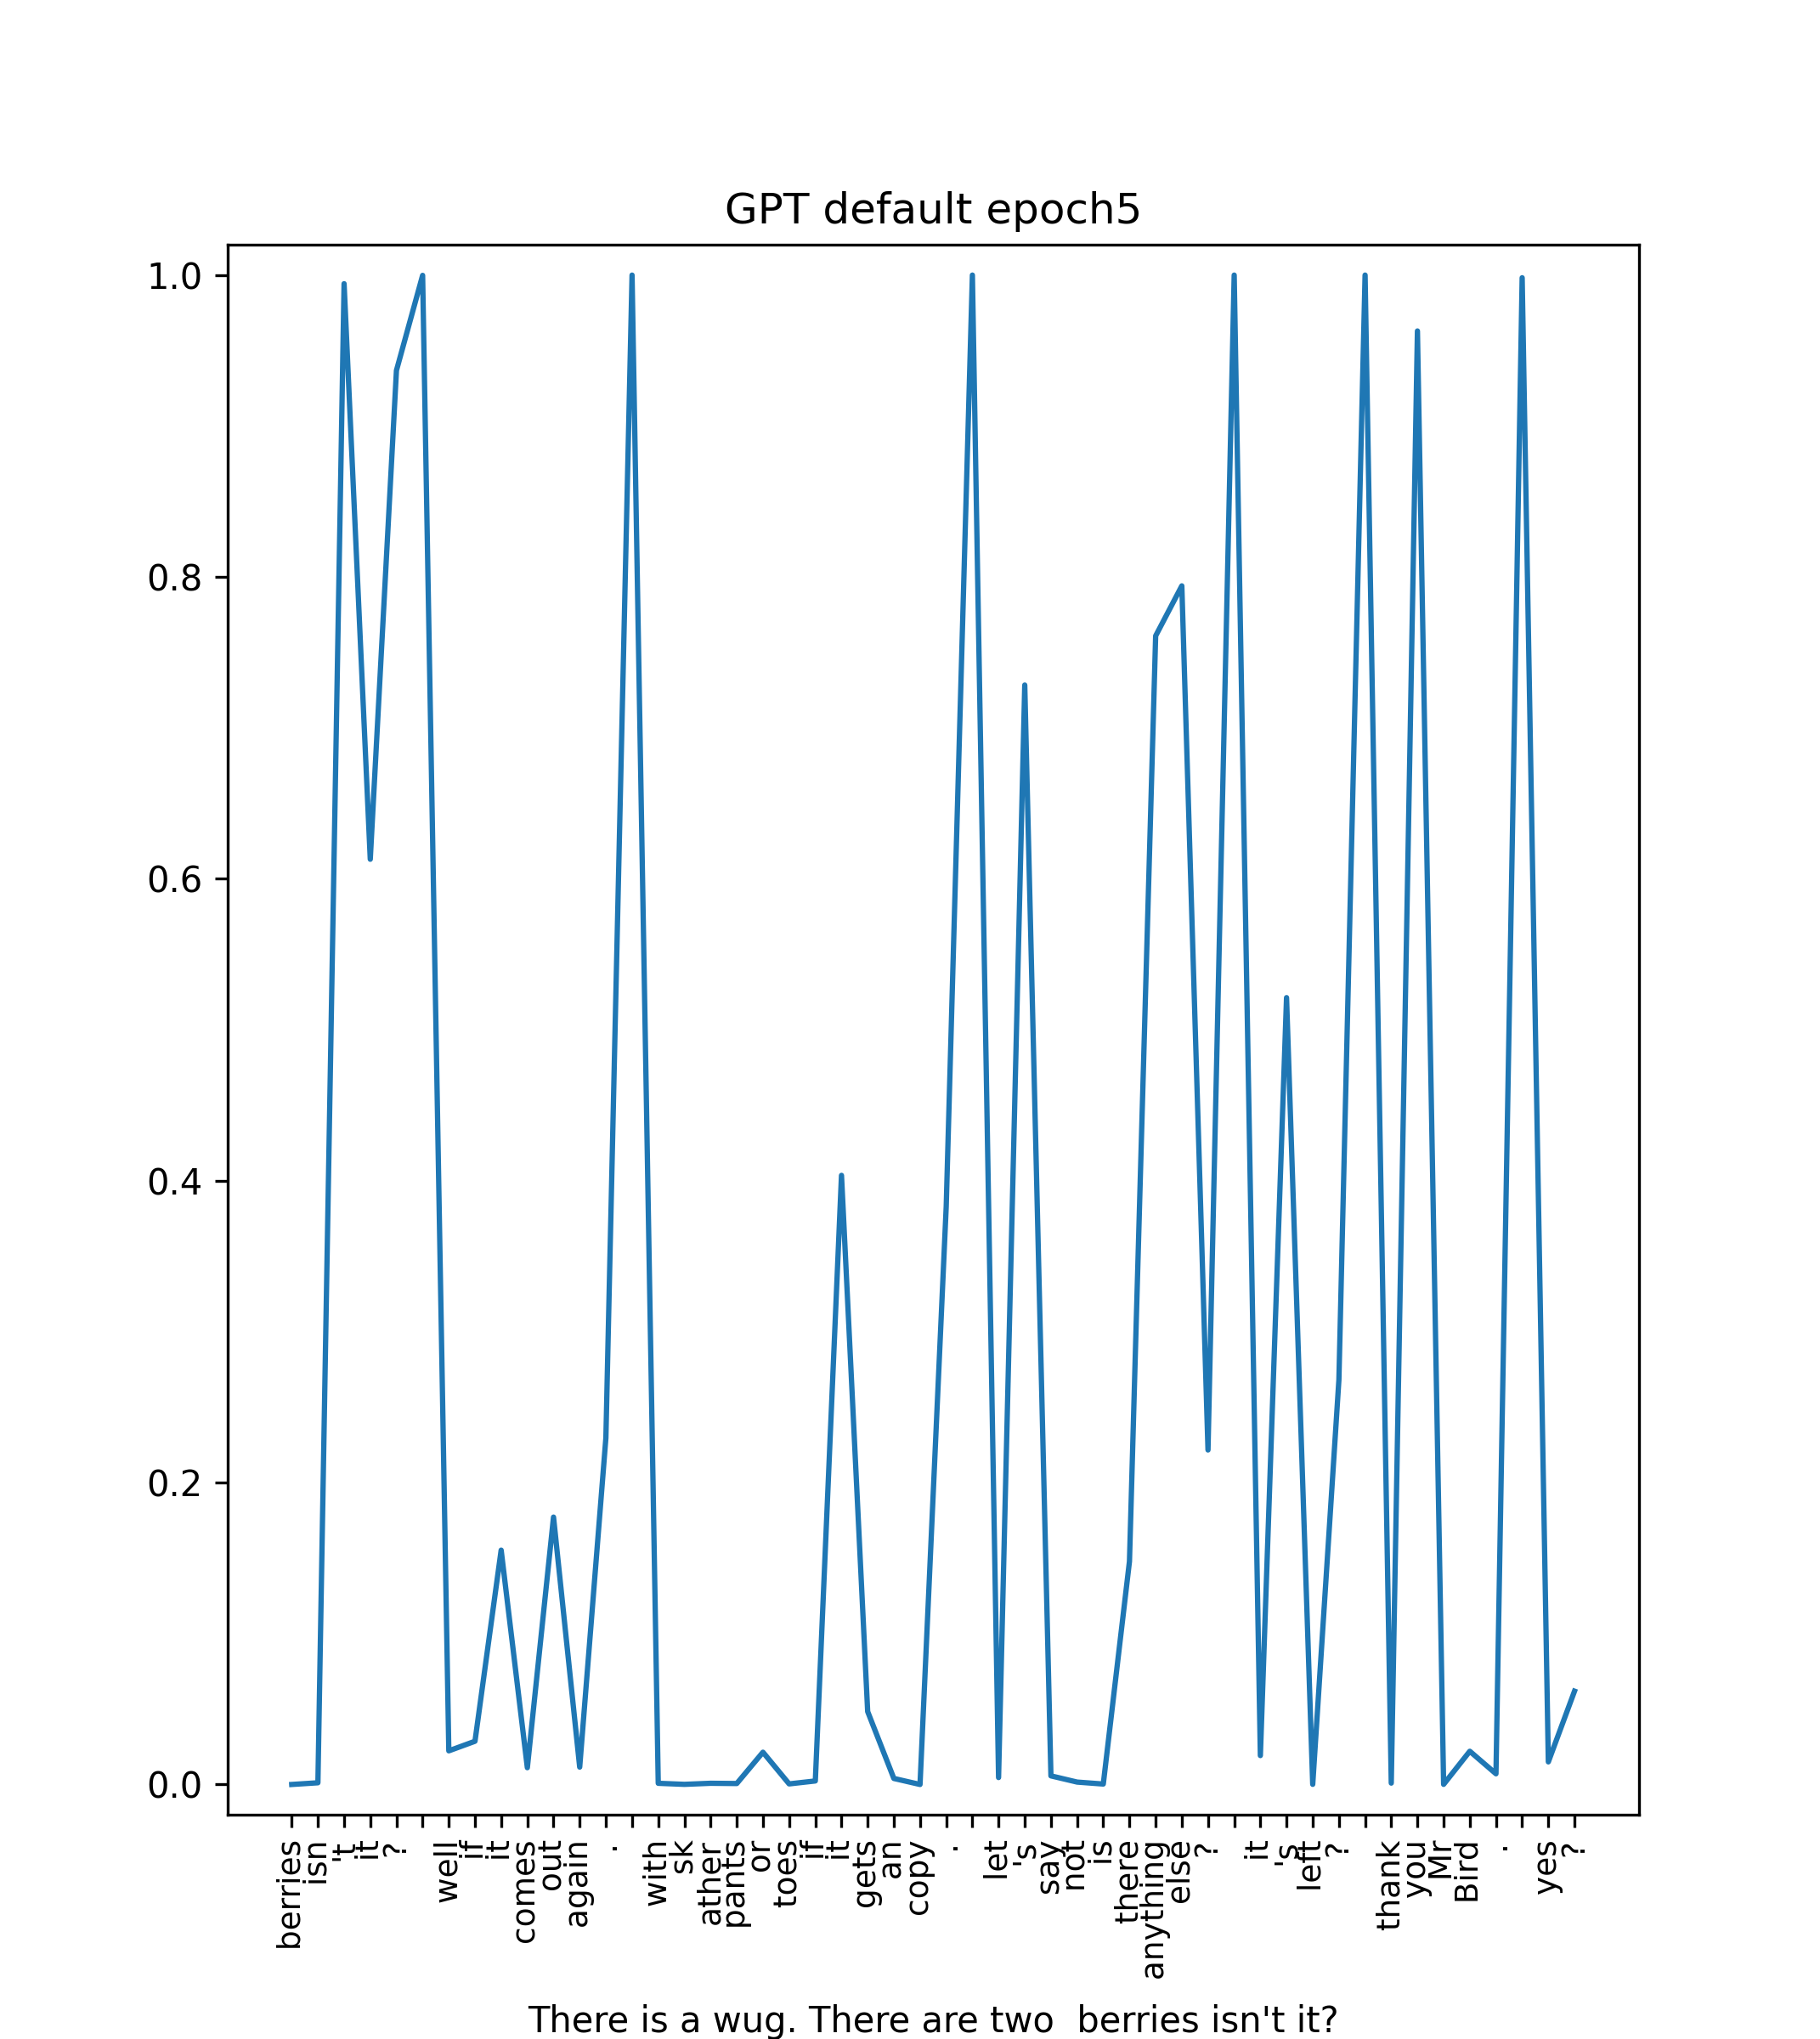 GPT default epoch5
1.0
0.8
0.6
0.4
0.2
0.0
berries
isn
't
it
?
well
if
it
comes
out
again
.
with
sk
ather
pants
or
toes
if
it
gets
an
copy
.
let
's
say
not
is
there
anything
else
?
it
's
left
?
thank
you
Mr
Bird
.
yes
?
There is a wug. There are two  berries isn't it?